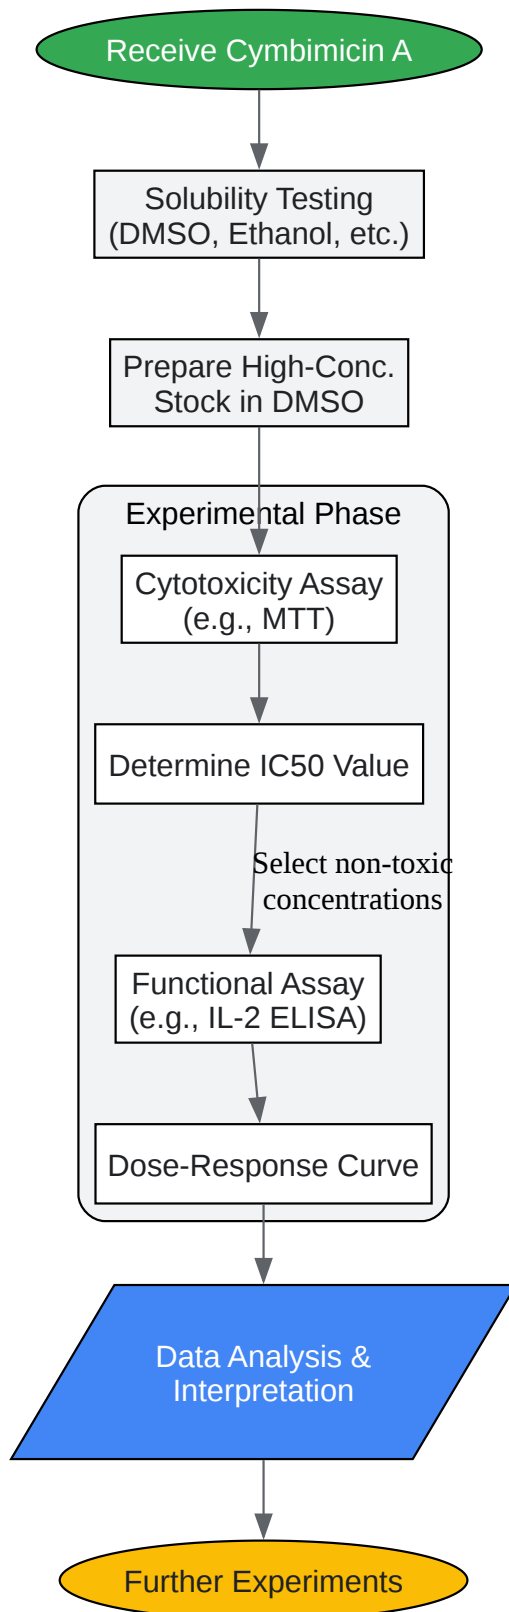 Receive Cymbimicin A
Solubility Testing
(DMSO, Ethanol, etc.)
Prepare High-Conc.
Stock in DMSO
Experimental Phase
Cytotoxicity Assay
(e.g., MTT)
Determine IC50 Value
Select non-toxic
concentrations
Functional Assay
(e.g., IL-2 ELISA)
Dose-Response Curve
Data Analysis &
Interpretation
Further Experiments